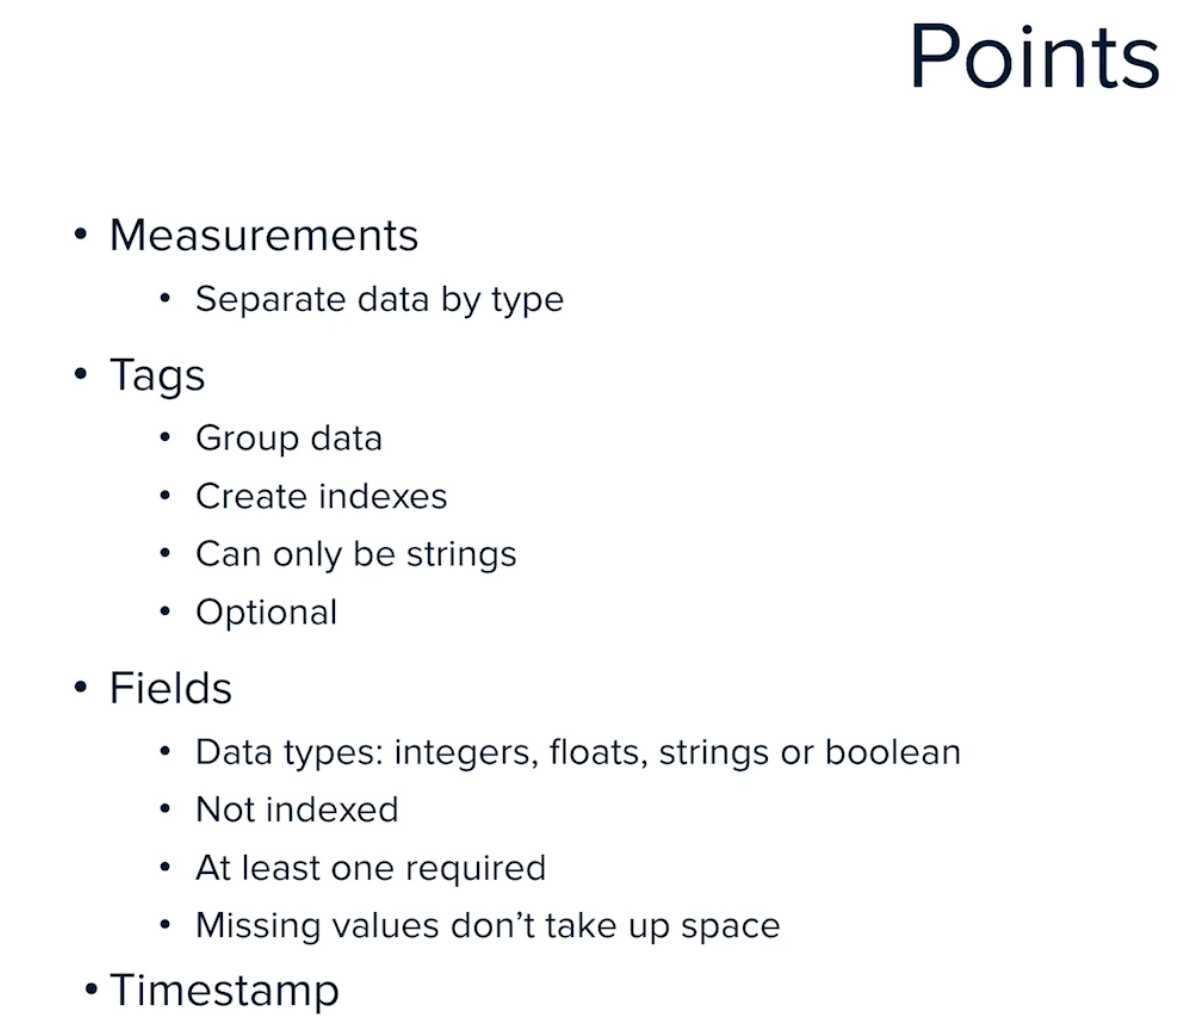 Points
• Measurements
• Separate data by type
• Tags
• Group data
• Create indexes
• Can only be strings
• Optional
• Fields
• Data types: integers, floats, strings or boolean
• Not indexed
• At least one required
• Missing values don’t take up space
• Timestamp